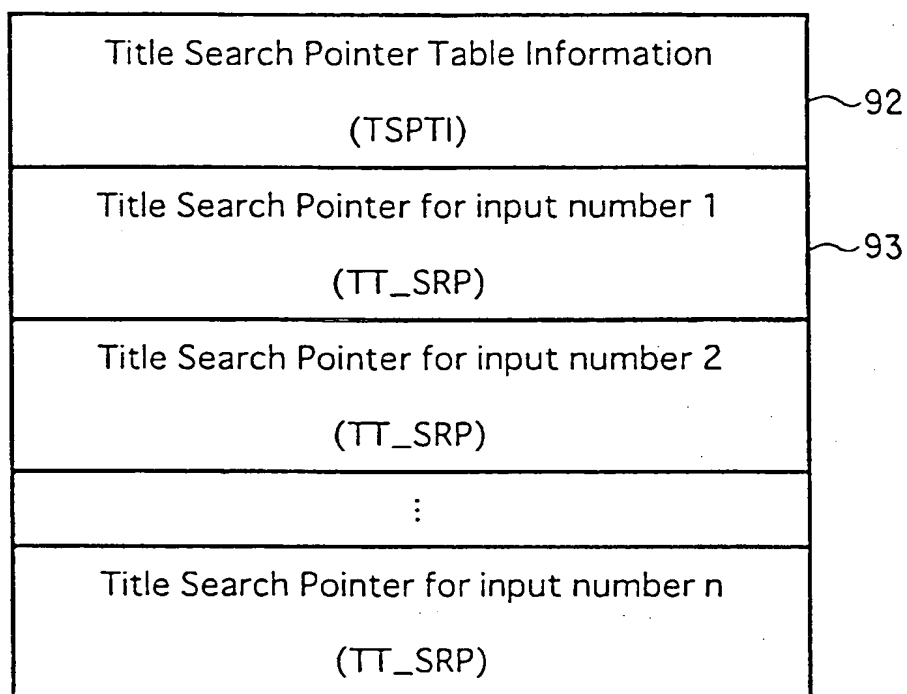 Title Search Pointer Table Information
(TSPTI)
92
Title Search Pointer for input number 1
(TT_SRP)
93
Title Search Pointer for input number 2
(TT_SRP)
⋮
Title Search Pointer for input number n
(TT_SRP)